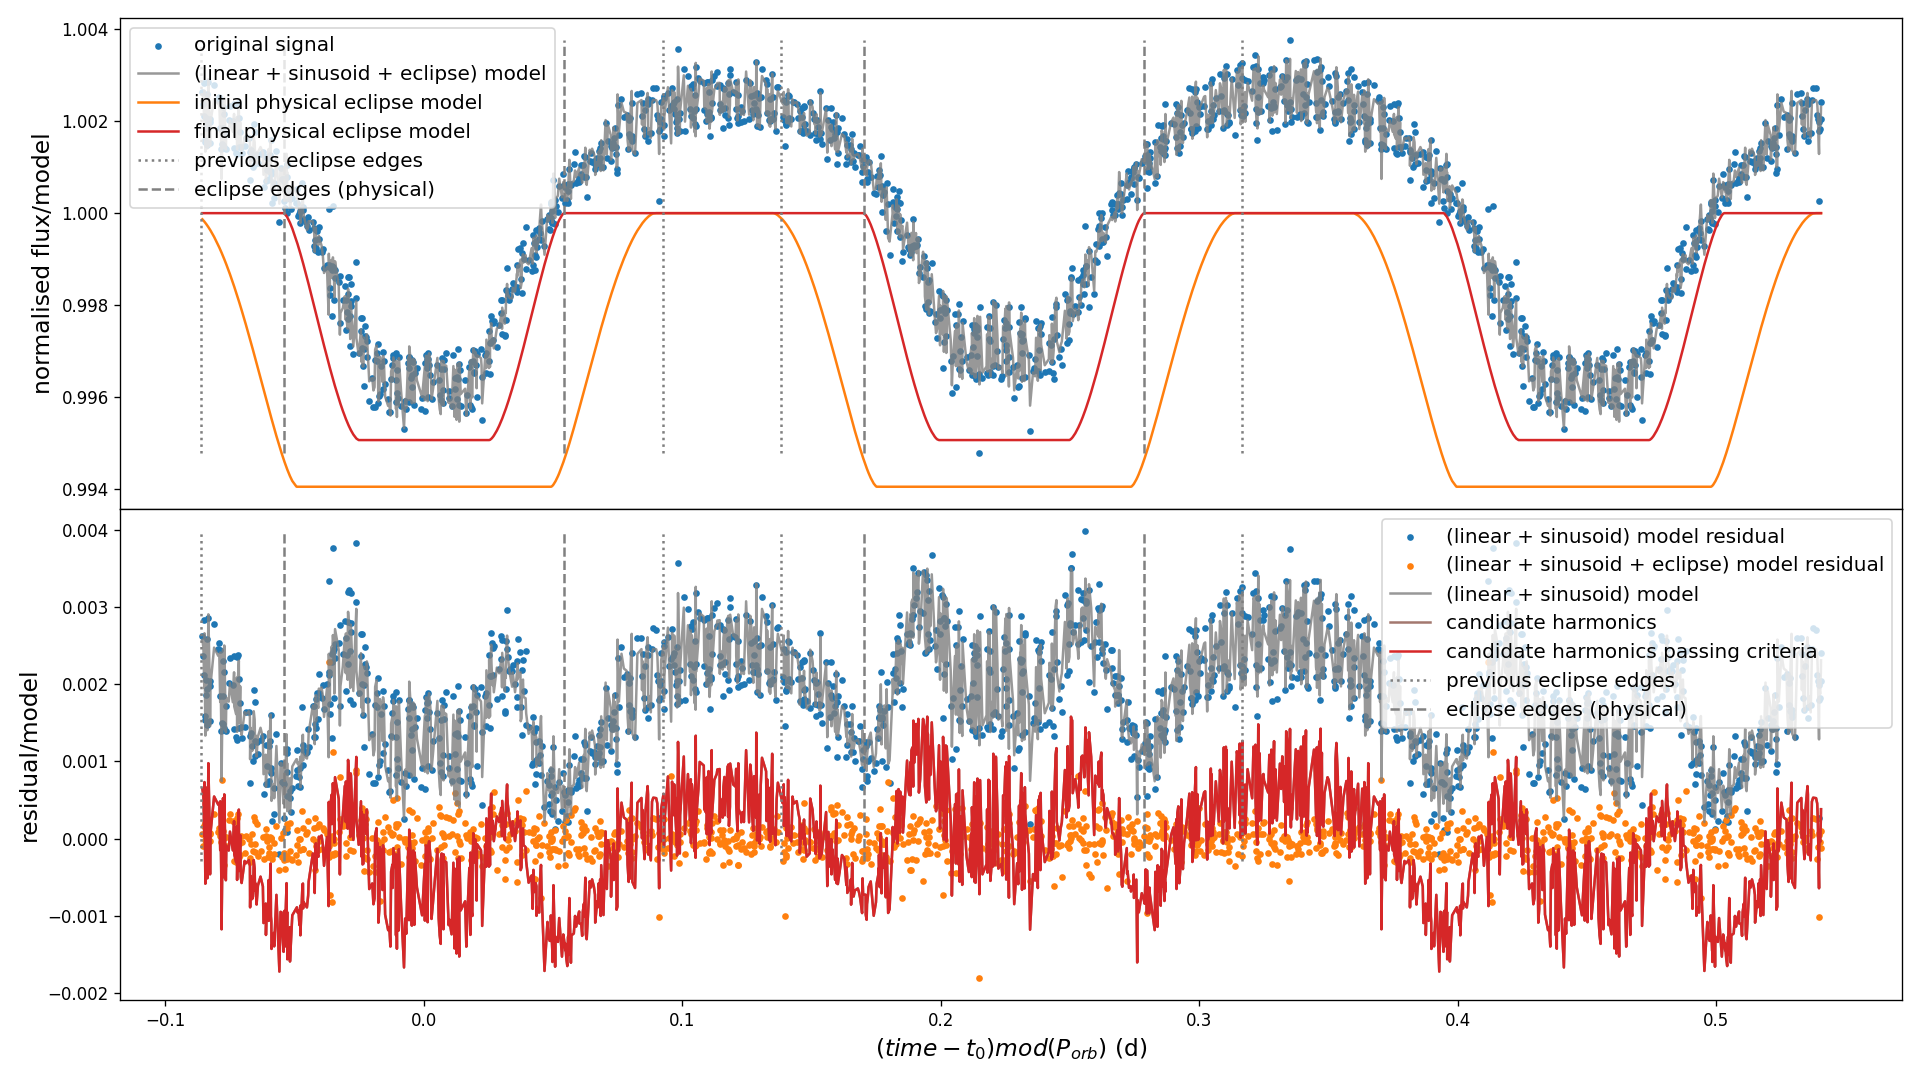 1.004
1.002
1.000
0.998
0.996
0.994
normalised flux/model
original signal
(linear + sinusoid + eclipse) model
initial physical eclipse model
final physical eclipse model
previous eclipse edges
eclipse edges (physical)
0.004
0.003
0.002
0.001
0.000
−0.001
−0.002
residual/model
(linear + sinusoid) model residual
(linear + sinusoid + eclipse) model residual
(linear + sinusoid) model
candidate harmonics
candidate harmonics passing criteria
previous eclipse edges
eclipse edges (physical)
−0.1 0.0 0.1 0.2 0.3 0.4 0.5
(time − t₀)mod(P_orb) (d)